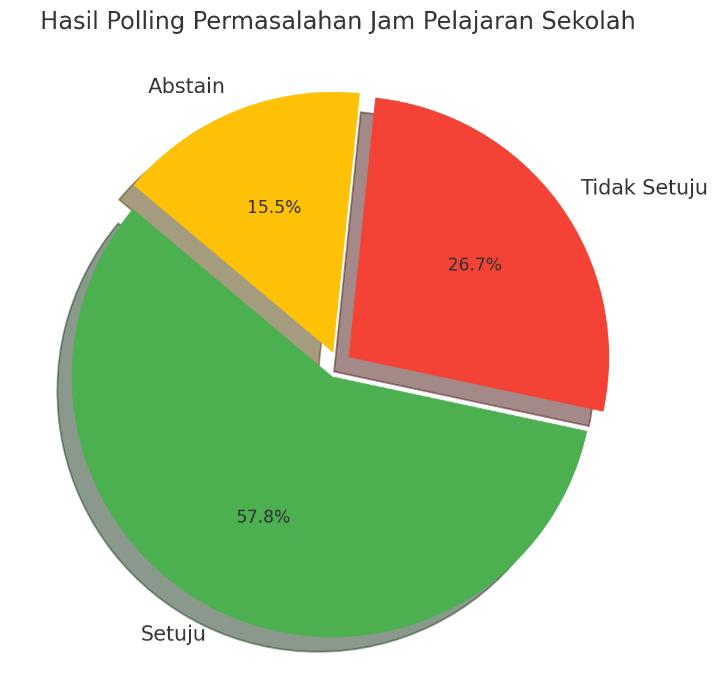 Hasil Polling Permasalahan Jam Pelajaran Sekolah
Abstain
Tidak Setuju
15.5%
26.7%
57.8%
Setuju